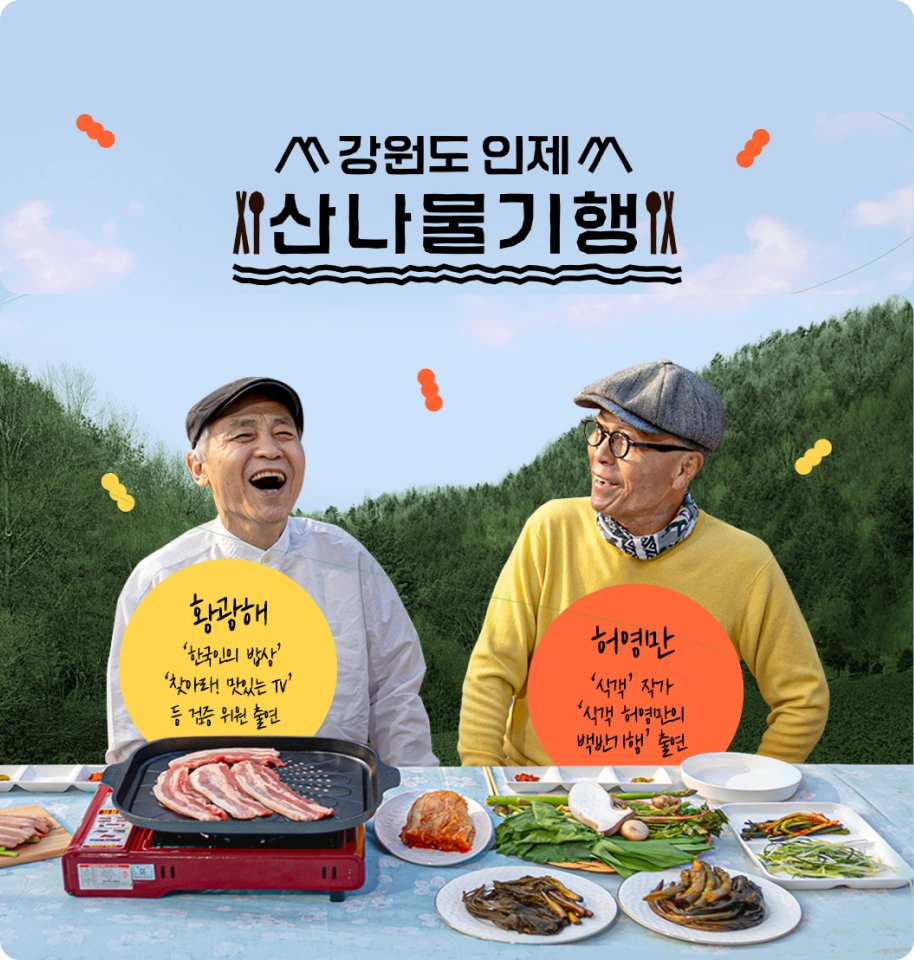 강원도 인제
산나물기행
황광해
‘한국인의 밥상’
‘찾아라! 맛있는 TV’
등 검증 위원 출연
허영만
‘식객’ 작가
‘식객 허영만의
백반기행’ 출연